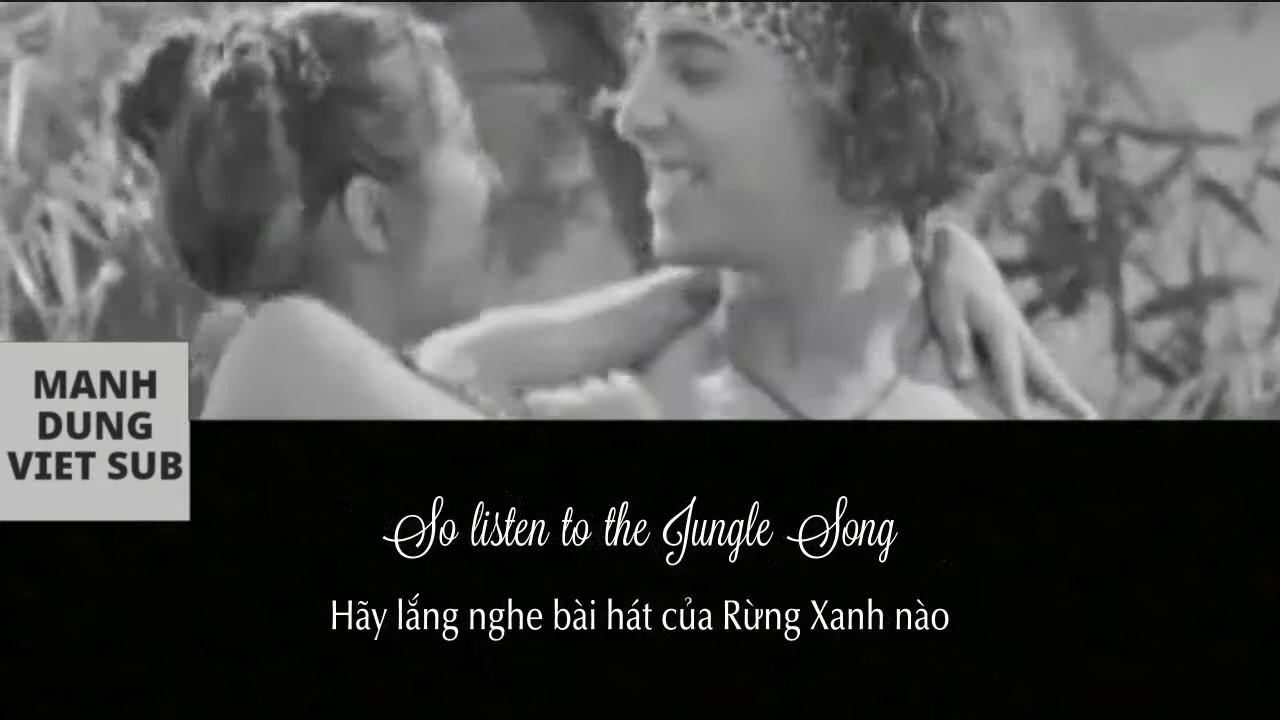 MANH
DUNG
VIET SUB
So listen to the Jungle Song
Hãy lắng nghe bài hát của Rừng Xanh nào